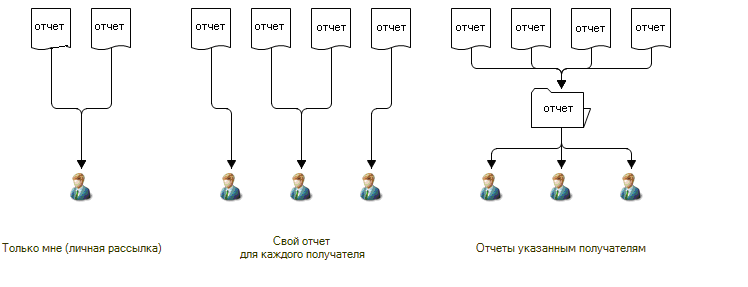 отчет отчет отчет отчет отчет отчет отчет отчет отчет отчет
отчет
Только мне (личная рассылка)
Свой отчет
для каждого получателя
Отчеты указанным получателям